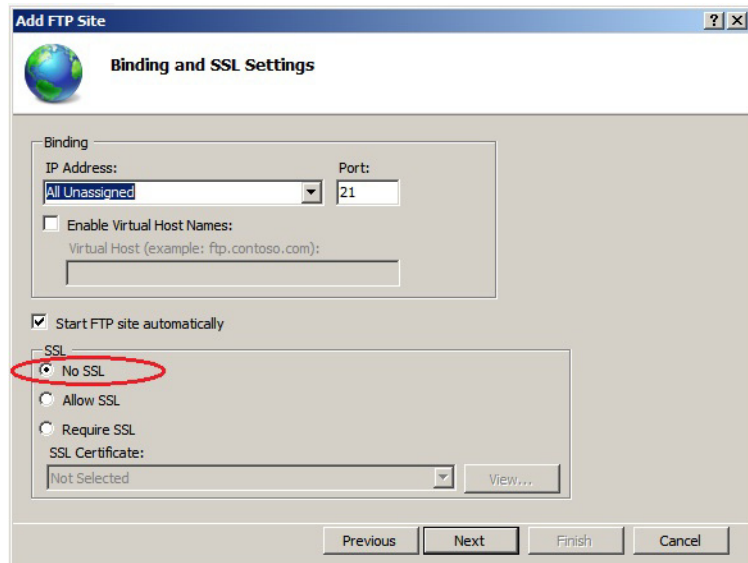 Add FTP Site
Binding and SSL Settings
Binding
IP Address: Port:
All Unassigned 21
Enable Virtual Host Names:
Virtual Host (example: ftp.contoso.com):
Start FTP site automatically
SSL
No SSL
Allow SSL
Require SSL
SSL Certificate:
Not Selected View...
Previous Next Finish Cancel